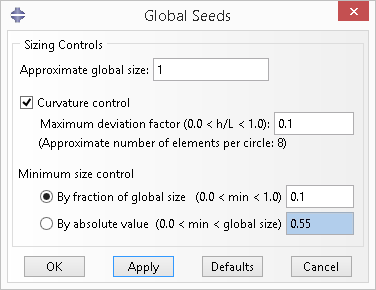 Global Seeds
Sizing Controls
Approximate global size: 1
Curvature control
Maximum deviation factor (0.0 < h/L < 1.0): 0.1
(Approximate number of elements per circle: 8)
Minimum size control
By fraction of global size (0.0 < min < 1.0) 0.1
By absolute value (0.0 < min < global size) 0.55
OK Apply Defaults Cancel